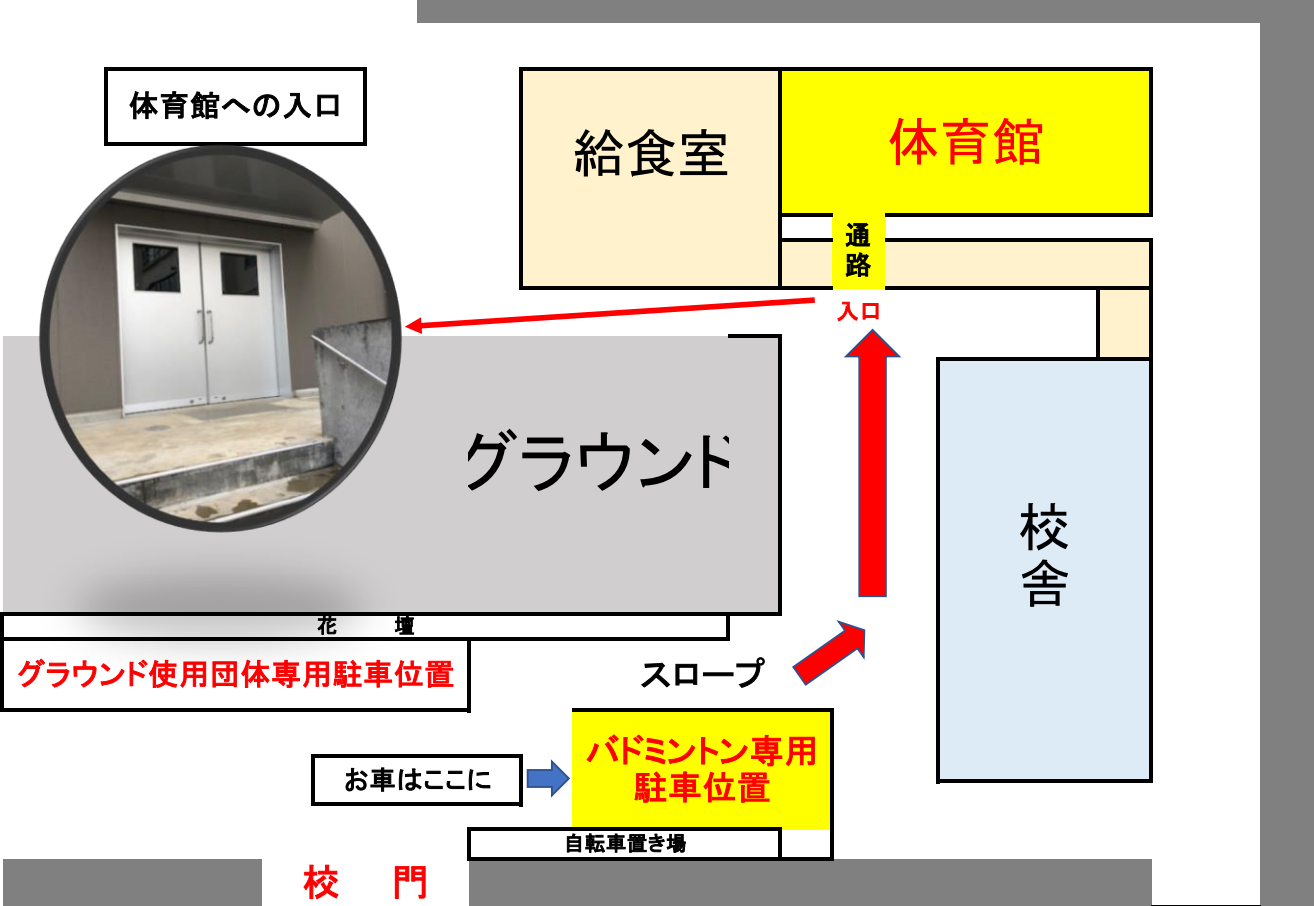 体育館への入口
給食室
体育館
通
路
入口
グラウンド
校
舎
花　壇
グラウンド使用団体専用駐車位置
スロープ
バドミントン専用
駐車位置
お車はここに
自転車置き場
校　門